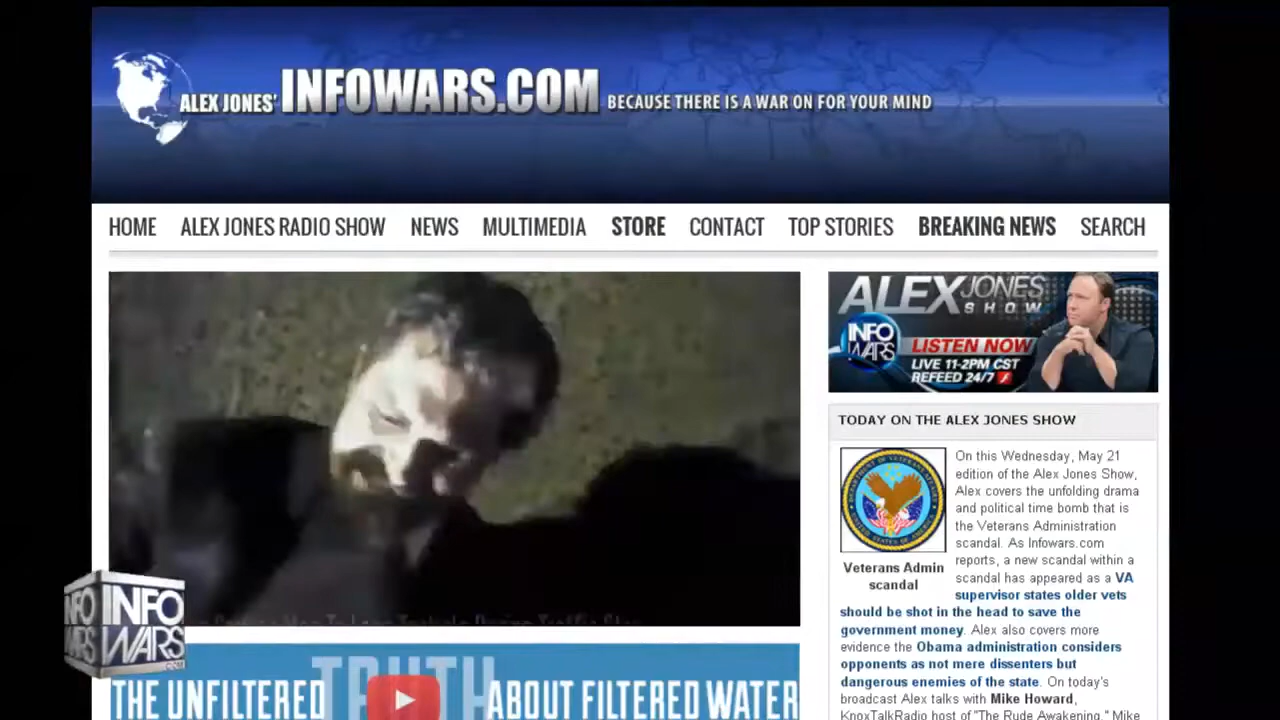 ALEX JONES' INFOWARS.COM BECAUSE THERE IS A WAR ON FOR YOUR MIND
HOME ALEX JONES RADIO SHOW NEWS MULTIMEDIA STORE CONTACT TOP STORIES BREAKING NEWS SEARCH
ALEX JONES
SHOW
INFO
WARS
LISTEN NOW
LIVE 11-2PM CST
REFEED 24/7
TODAY ON THE ALEX JONES SHOW
Veterans Admin
scandal
On this Wednesday, May 21
edition of the Alex Jones Show,
Alex covers the unfolding drama
and political time bomb that is
the Veterans Administration
scandal. As Infowars.com
reports, a new scandal within a
scandal has appeared as a VA
supervisor states older vets
should be shot in the head to save the
government money. Alex also covers more
evidence the Obama administration considers
opponents as not mere dissenters but
dangerous enemies of the state. On today's
broadcast Alex talks with Mike Howard,
KnoxTalkRadio host of "The Rude Awakening." Mike
INFO
WARS
.COM
THE UNFILTERED TRUTH ABOUT FILTERED WATER